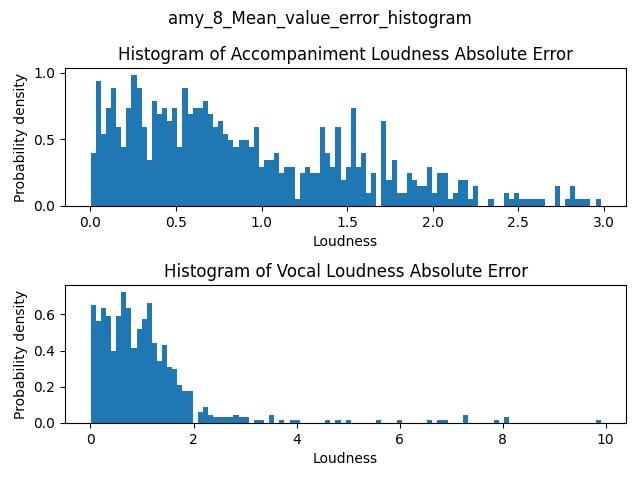 amy_8_Mean_value_error_histogram
Histogram of Accompaniment Loudness Absolute Error
Probability density
1.0
0.5
0.0
0.0 0.5 1.0 1.5 2.0 2.5 3.0
Loudness
Histogram of Vocal Loudness Absolute Error
Probability density
0.6
0.4
0.2
0.0
0 2 4 6 8 10
Loudness